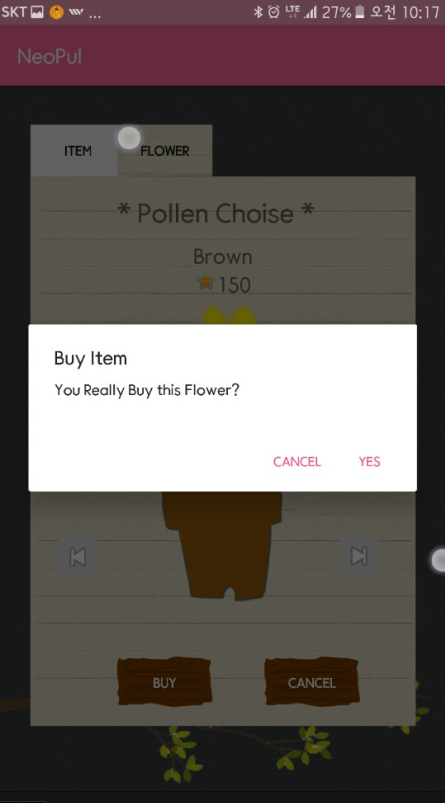 SKT ... LTE 27% 오전 10:17
NeoPul
ITEM FLOWER
* Pollen Choise *
Brown
150
Buy Item
You Really Buy this Flower?
CANCEL YES
BUY CANCEL